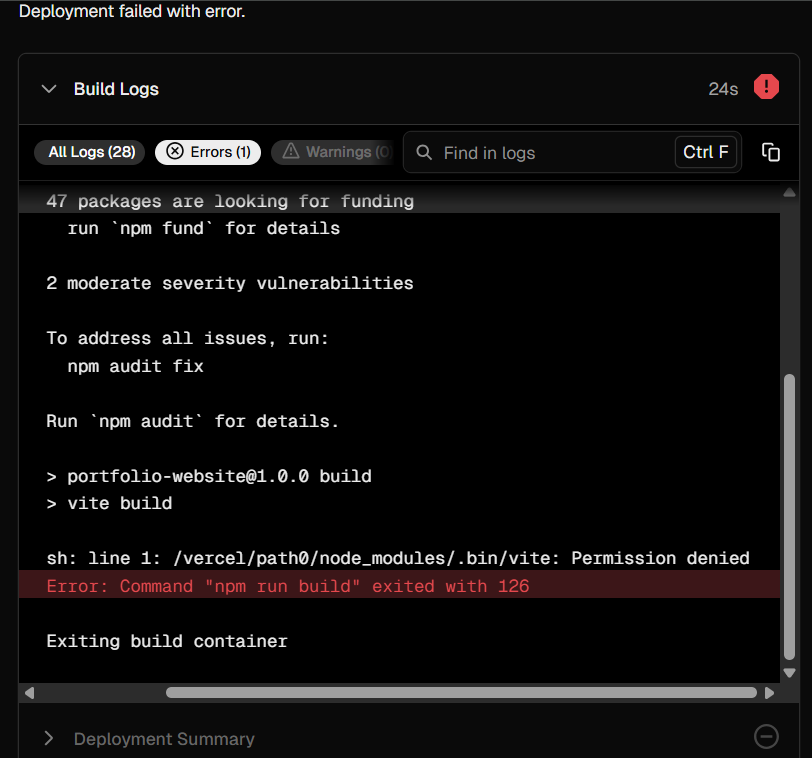 Deployment failed with error.
Build Logs
24s
All Logs (28)
Errors (1)
Warnings (0)
Find in logs
Ctrl F
47 packages are looking for funding
run `npm fund` for details
2 moderate severity vulnerabilities
To address all issues, run:
npm audit fix
Run `npm audit` for details.
> portfolio-website@1.0.0 build
> vite build
sh: line 1: /vercel/path0/node_modules/.bin/vite: Permission denied
Error: Command "npm run build" exited with 126
Exiting build container
Deployment Summary